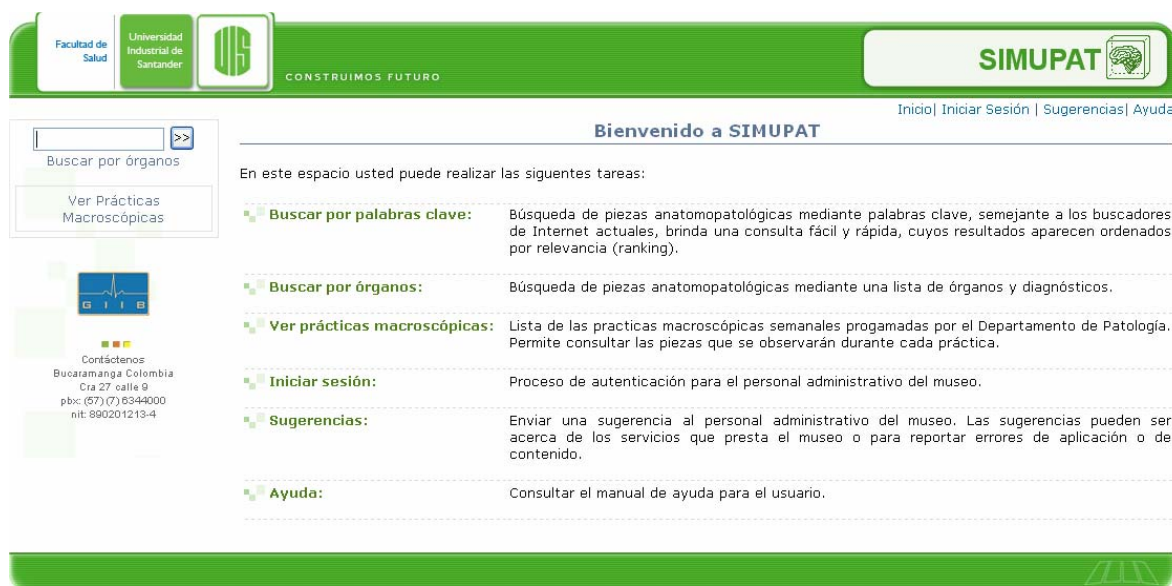 Facultad de
Salud
Universidad
Industrial de
Santander
UIS
CONSTRUIMOS FUTURO
SIMUPAT
Inicio| Iniciar Sesión | Sugerencias| Ayuda
>>
Buscar por órganos
Ver Prácticas
Macroscópicas
GIIB
Contáctenos
Bucaramanga Colombia
Cra 27 calle 9
pbx: (57) (7) 6344000
nit: 890201213-4
Bienvenido a SIMUPAT
En este espacio usted puede realizar las siguentes tareas:
Buscar por palabras clave: Búsqueda de piezas anatomopatológicas mediante palabras clave, semejante a los buscadores
de Internet actuales, brinda una consulta fácil y rápida, cuyos resultados aparecen ordenados
por relevancia (ranking).
Buscar por órganos: Búsqueda de piezas anatomopatológicas mediante una lista de órganos y diagnósticos.
Ver prácticas macroscópicas: Lista de las practicas macroscópicas semanales progamadas por el Departamento de Patología.
Permite consultar las piezas que se observarán durante cada práctica.
Iniciar sesión: Proceso de autenticación para el personal administrativo del museo.
Sugerencias: Enviar una sugerencia al personal administrativo del museo. Las sugerencias pueden ser
acerca de los servicios que presta el museo o para reportar errores de aplicación o de
contenido.
Ayuda: Consultar el manual de ayuda para el usuario.